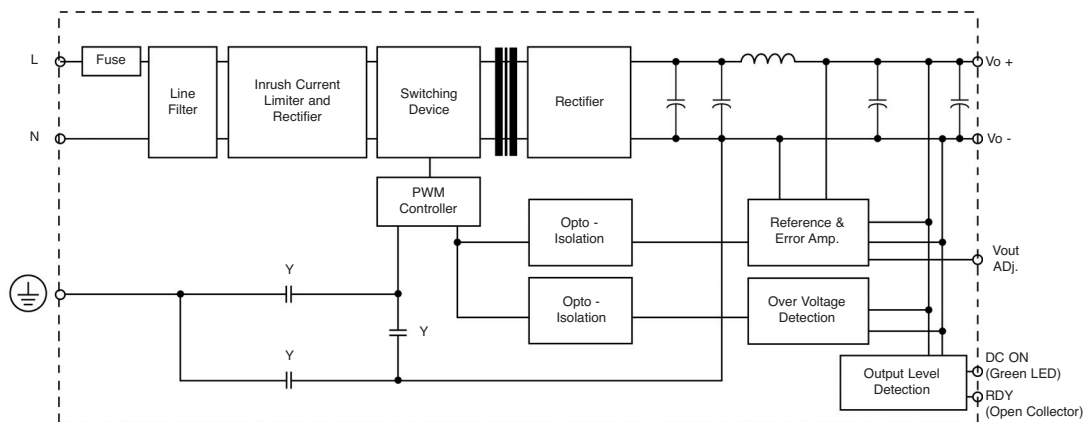 L
Fuse
Line
Filter
Inrush Current
Limiter and
Rectifier
Switching
Device
Rectifier
Vo +
N
Vo -
PWM
Controller
Opto -
Isolation
Reference &
Error Amp.
Vout
ADj.
Y
Opto -
Isolation
Over Voltage
Detection
Y
Y
Output Level
Detection
DC ON
(Green LED)
RDY
(Open Collector)